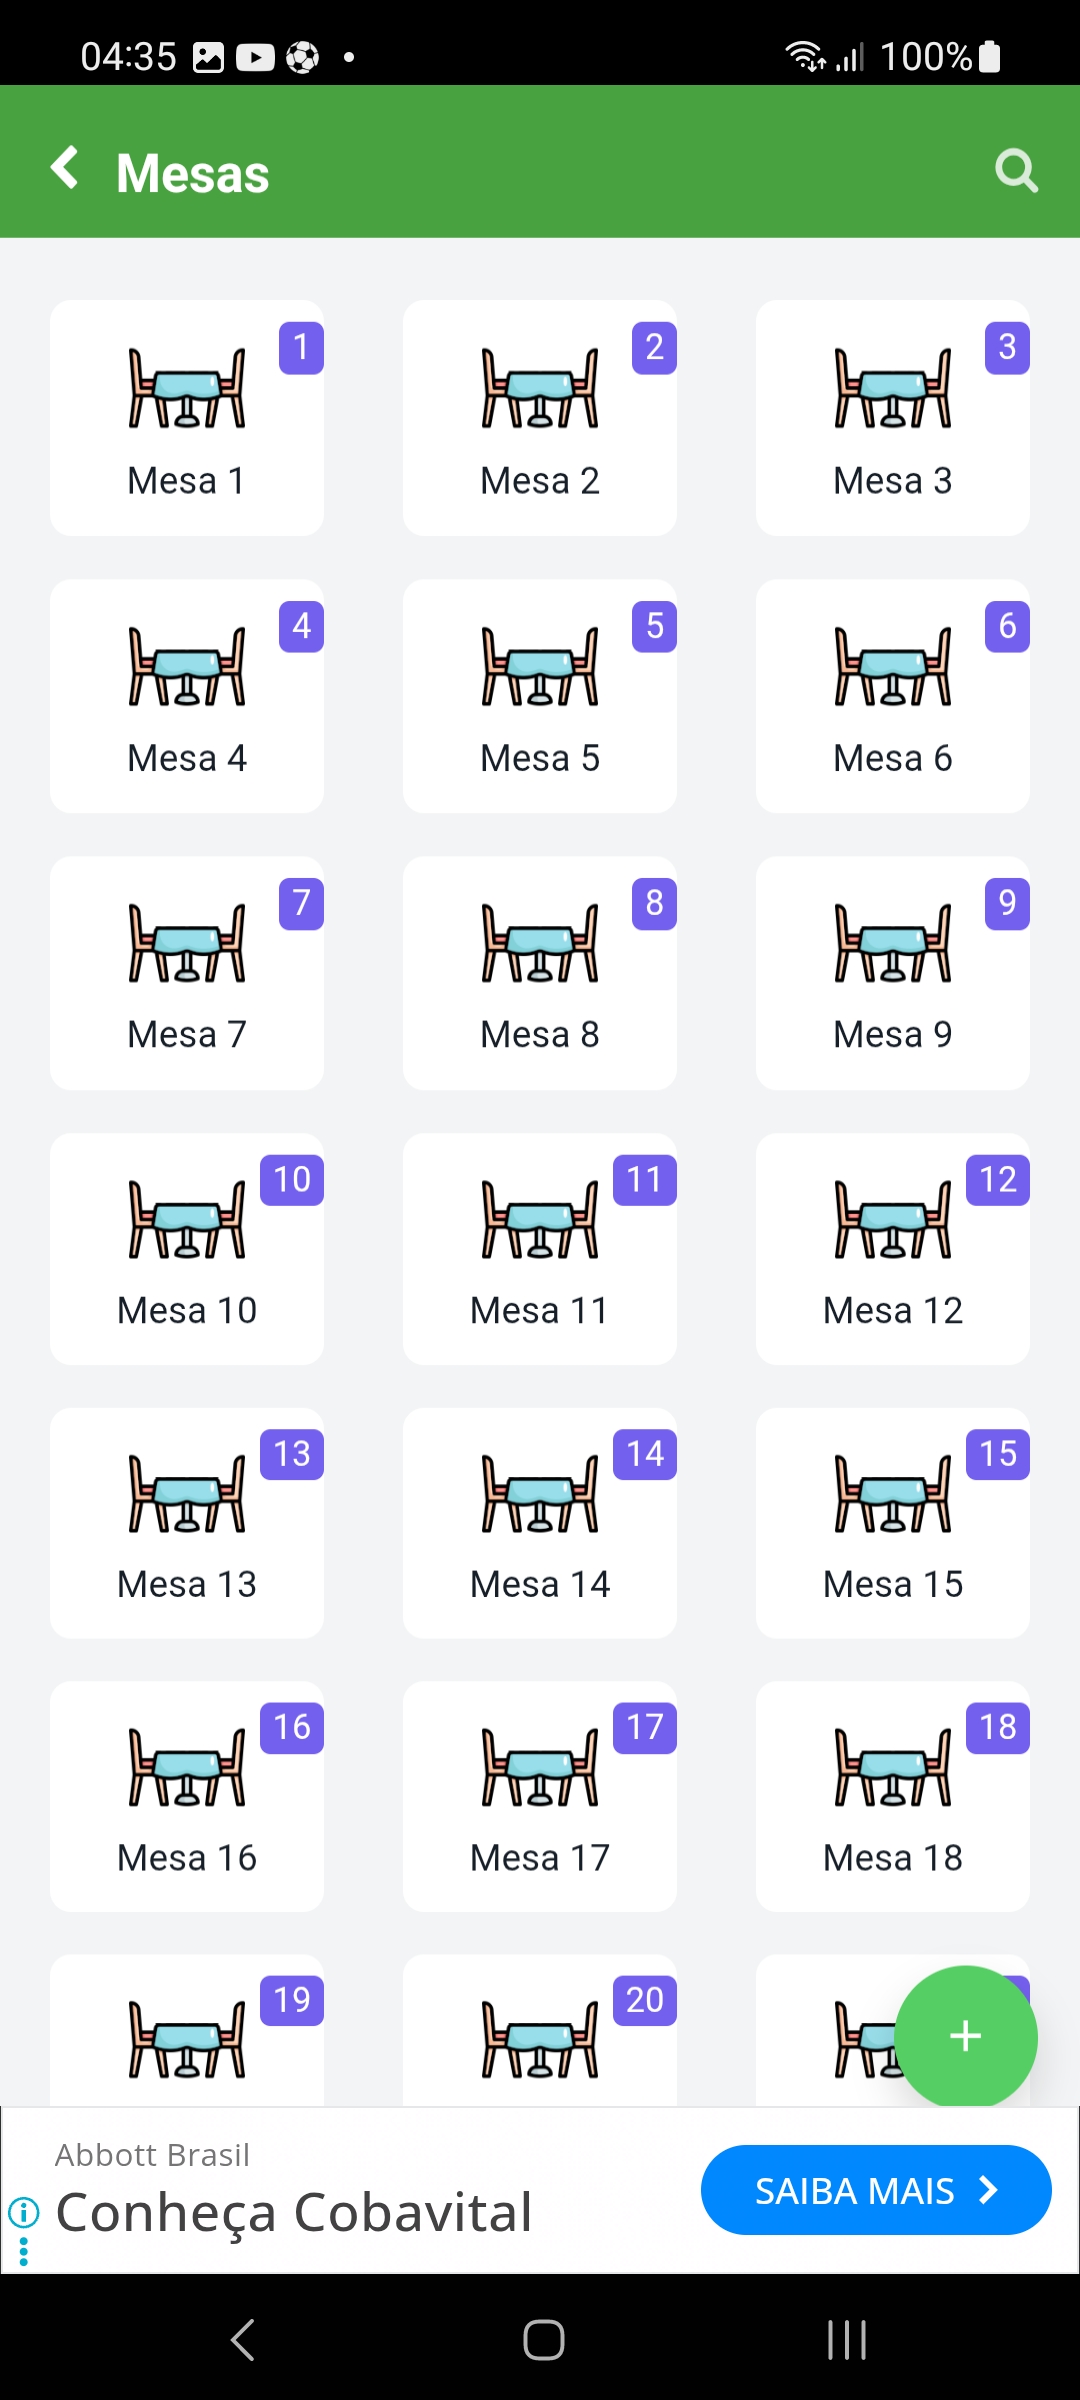 04:35 100%
Mesas
1 2 3
Mesa 1 Mesa 2 Mesa 3
4 5 6
Mesa 4 Mesa 5 Mesa 6
7 8 9
Mesa 7 Mesa 8 Mesa 9
10 11 12
Mesa 10 Mesa 11 Mesa 12
13 14 15
Mesa 13 Mesa 14 Mesa 15
16 17 18
Mesa 16 Mesa 17 Mesa 18
19 20
+
Abbott Brasil
Conheça Cobavital
SAIBA MAIS